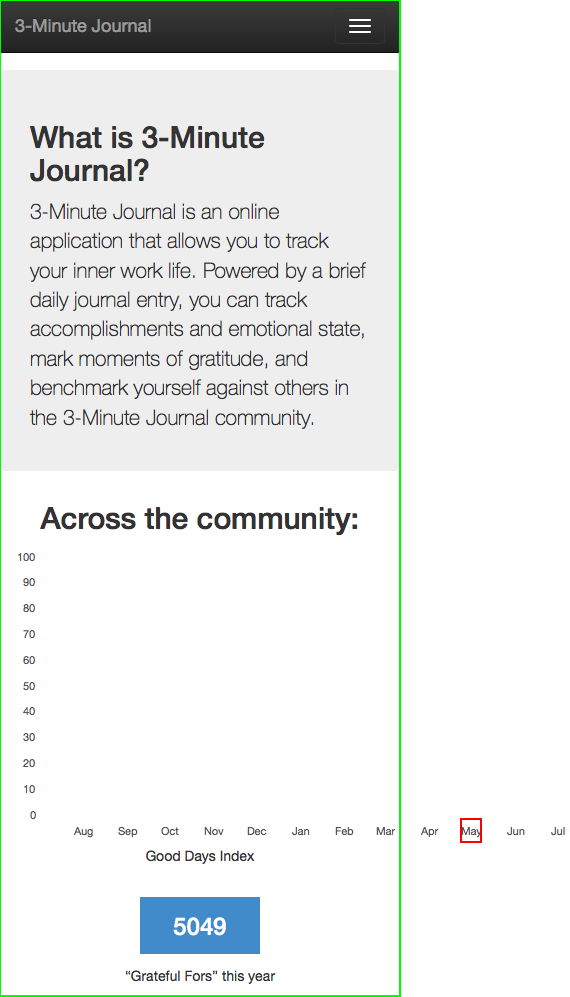 3-Minute Journal
What is 3-Minute
Journal?
3-Minute Journal is an online
application that allows you to track
your inner work life. Powered by a brief
daily journal entry, you can track
accomplishments and emotional state,
mark moments of gratitude, and
benchmark yourself against others in
the 3-Minute Journal community.
Across the community:
100
90
80
70
60
50
40
30
20
10
0
Aug Sep Oct Nov Dec Jan Feb Mar Apr May Jun Jul
Good Days Index
5049
“Grateful Fors” this year